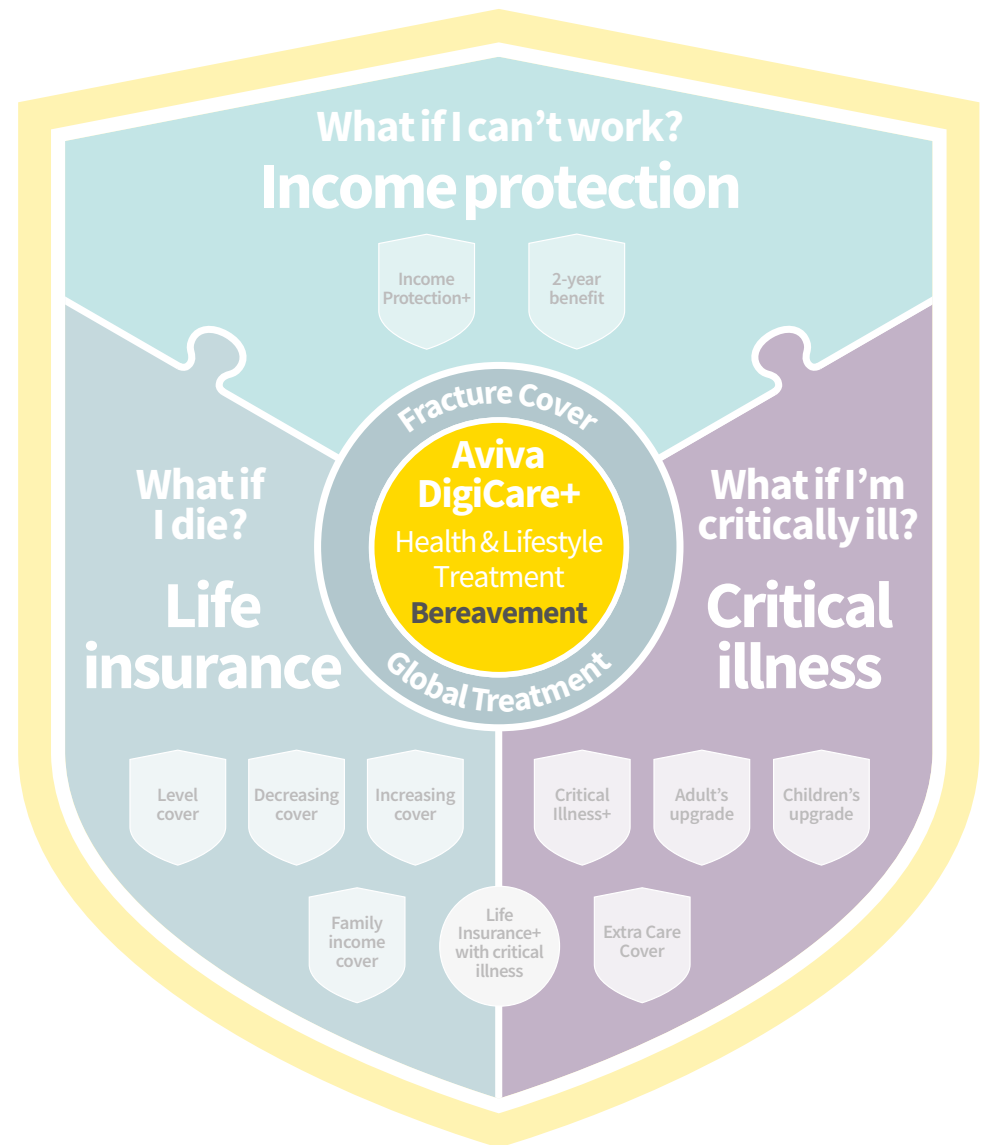 What if I can’t work?
Income protection
Income
Protection+
2-year
benefit
Fracture Cover
Aviva
DigiCare+
Health & Lifestyle
Treatment
Bereavement
Global Treatment
What if
I die?
Life
insurance
What if I’m
critically ill?
Critical
illness
Level
cover
Decreasing
cover
Increasing
cover
Critical
Illness+
Adult’s
upgrade
Children’s
upgrade
Family
income
cover
Life
Insurance+
with critical
illness
Extra Care
Cover